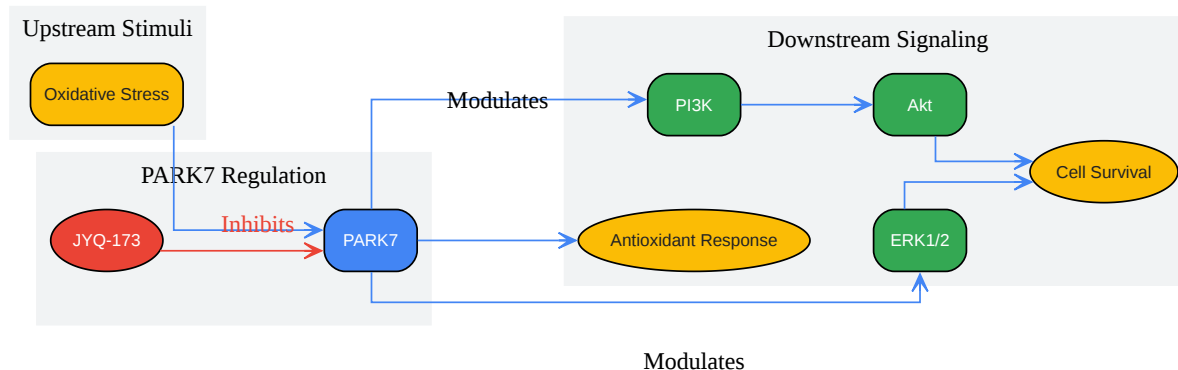 Upstream Stimuli
Oxidative Stress
PARK7 Regulation
JYQ-173
Inhibits
PARK7
Modulates
Downstream Signaling
PI3K
Akt
Cell Survival
Antioxidant Response
ERK1/2
Modulates